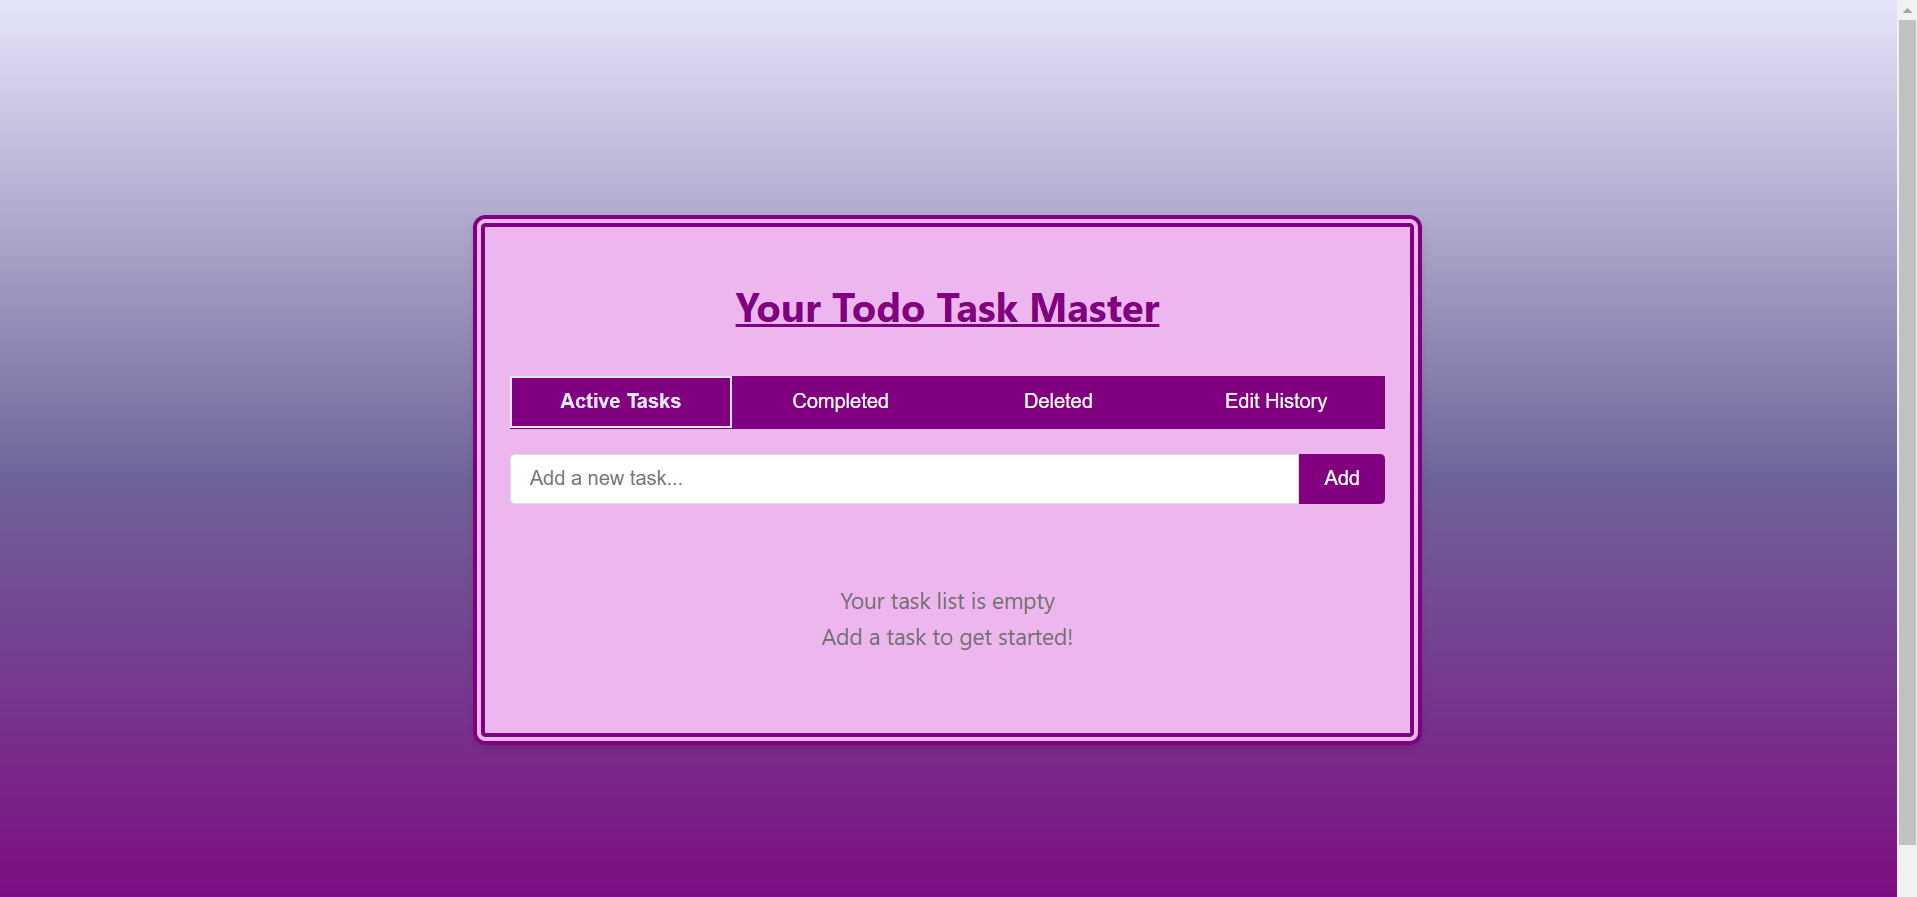 Your Todo Task Master
Active Tasks Completed Deleted Edit History
Add a new task... Add
Your task list is empty
Add a task to get started!